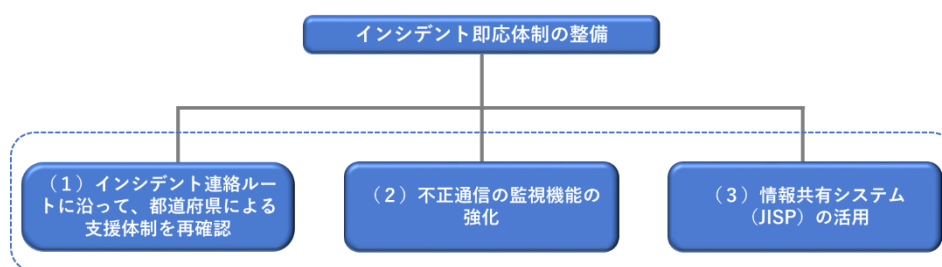 インシデント即応体制の整備
(1)インシデント連絡ルー
トに沿って、都道府県による
支援体制を再確認
(2)不正通信の監視機能の
強化
(3)情報共有システム
(JISP)の活用